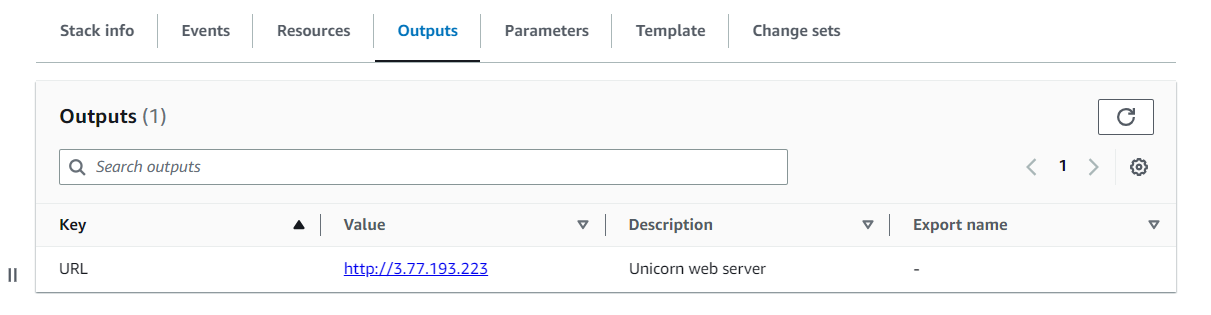 Stack info Events Resources Outputs Parameters Template Change sets
Outputs (1)
Search outputs
1
Key Value Description Export name
URL http://3.77.193.223 Unicorn web server -